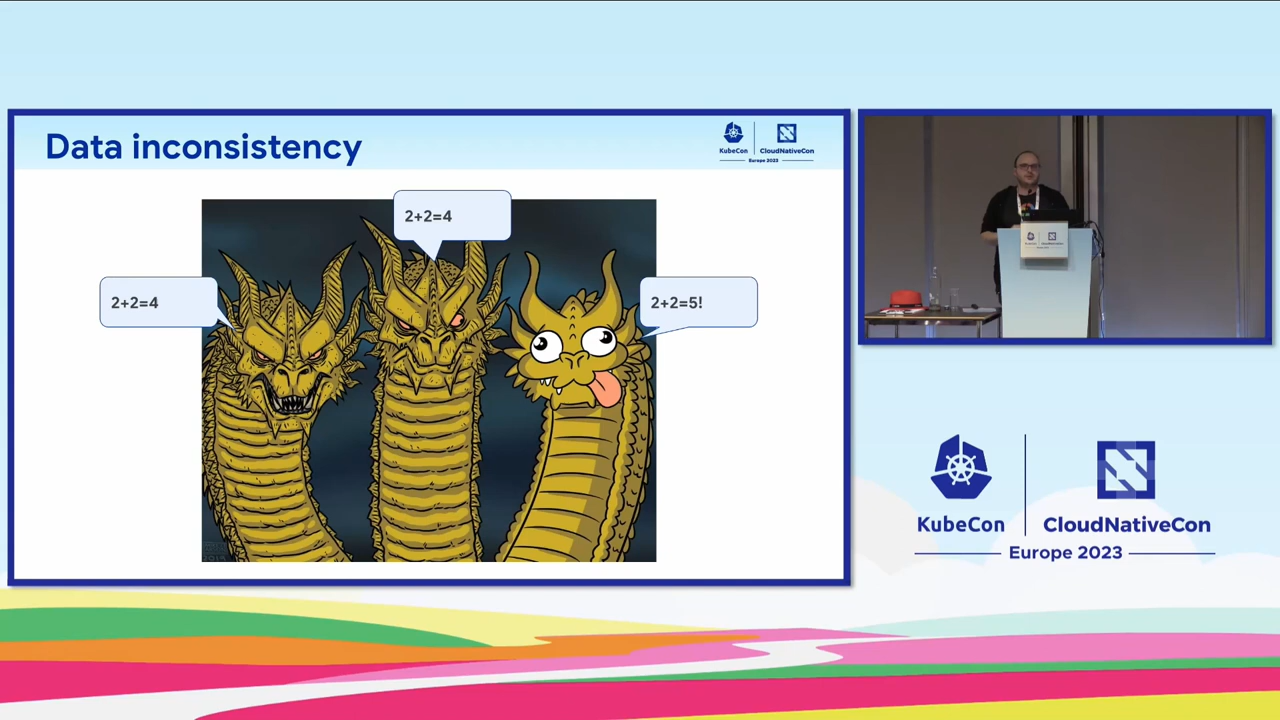 Data inconsistency
KubeCon
CloudNativeCon
Europe 2023
2+2=4
2+2=4
2+2=5!
KubeCon
CloudNativeCon
Europe 2023